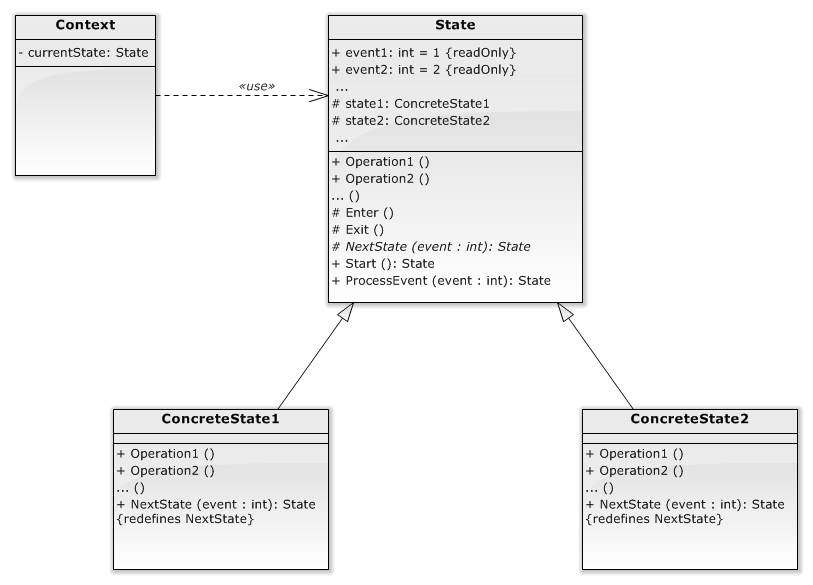 Context
- currentState: State
«use»
State
+ event1: int = 1 {readOnly}
+ event2: int = 2 {readOnly}
...
# state1: ConcreteState1
# state2: ConcreteState2
...
+ Operation1 ()
+ Operation2 ()
... ()
# Enter ()
# Exit ()
# NextState (event : int): State
+ Start (): State
+ ProcessEvent (event : int): State
ConcreteState1
+ Operation1 ()
+ Operation2 ()
... ()
+ NextState (event : int): State
{redefines NextState}
ConcreteState2
+ Operation1 ()
+ Operation2 ()
... ()
+ NextState (event : int): State
{redefines NextState}